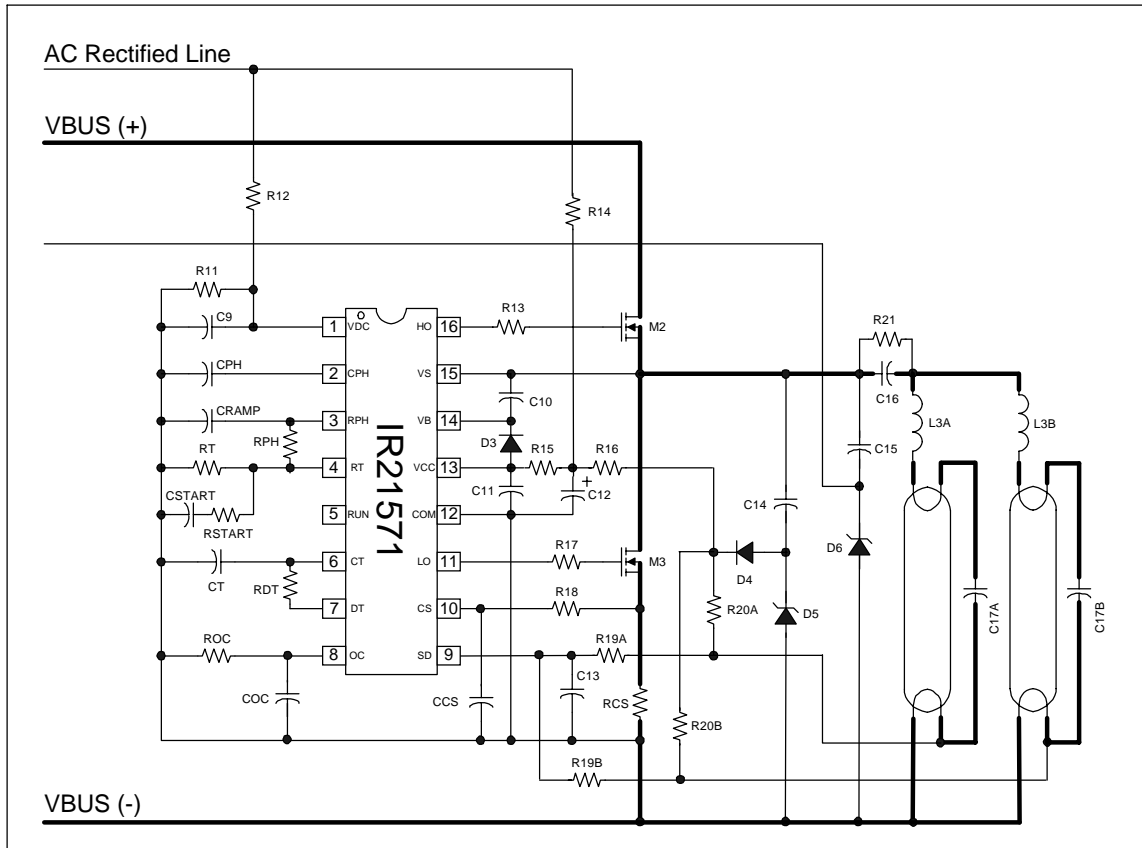 AC Rectified Line
VBUS (+)
R12
R14
R11
R13
R21
C9
1
VDC
HO
16
M2
CPH
2
CPH
VS
15
C10
C16
CRAMP
3
RPH
VB
14
L3A
L3B
RPH
D3
R15
R16
C15
RT
4
RT
VCC
13
C11
+
C12
CSTART
5
RUN
COM
12
C14
RSTART
IR21571
R17
D6
6
CT
LO
11
M3
CT
D4
RDT
R18
R20A
D5
C17A
C17B
7
DT
CS
10
ROC
8
OC
SD
9
R19A
C13
COC
CCS
RCS
R20B
R19B
VBUS (-)